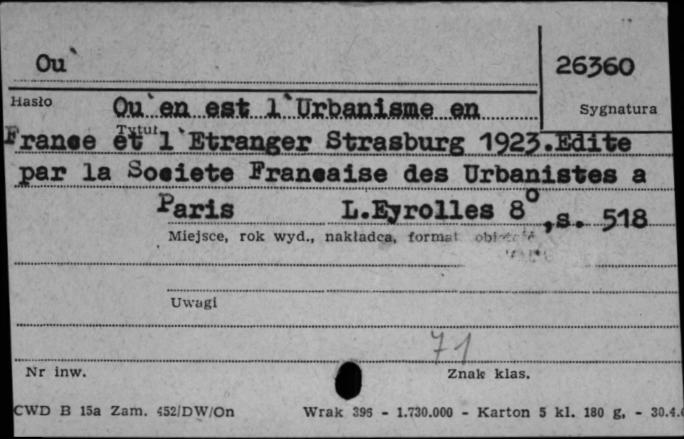 Ou`
26360
Hasło
Sygnatura
Ou`en est l`Urbanisme en
Tytuł
France et l`Etranger Strasburg 1923.Edite
par la Societe Francaise des Urbanistes a
Paris L.Eyrolles 8⁰,s. 518
Miejsce, rok wyd., nakładca, format
Uwagi
71
Nr inw.
Znak klas.
CWD B 15a Zam. 452/DW/On Wrak 396 - 1.730.000 - Karton 5 kl. 180 g, - 30.4.